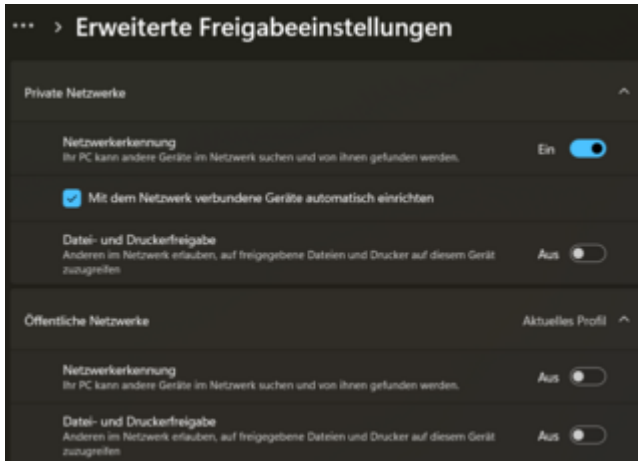 ··· > Erweiterte Freigabeeinstellungen
Private Netzwerke
Netzwerkerkennung
Ihr PC kann andere Geräte im Netzwerk suchen und von ihnen gefunden werden.
Ein
Mit dem Netzwerk verbundene Geräte automatisch einrichten
Datei- und Druckerfreigabe
Anderen im Netzwerk erlauben, auf freigegebene Dateien und Drucker auf diesem Gerät
zuzugreifen
Aus
Öffentliche Netzwerke
Aktuelles Profil
Netzwerkerkennung
Ihr PC kann andere Geräte im Netzwerk suchen und von ihnen gefunden werden.
Aus
Datei- und Druckerfreigabe
Anderen im Netzwerk erlauben, auf freigegebene Dateien und Drucker auf diesem Gerät
zuzugreifen
Aus